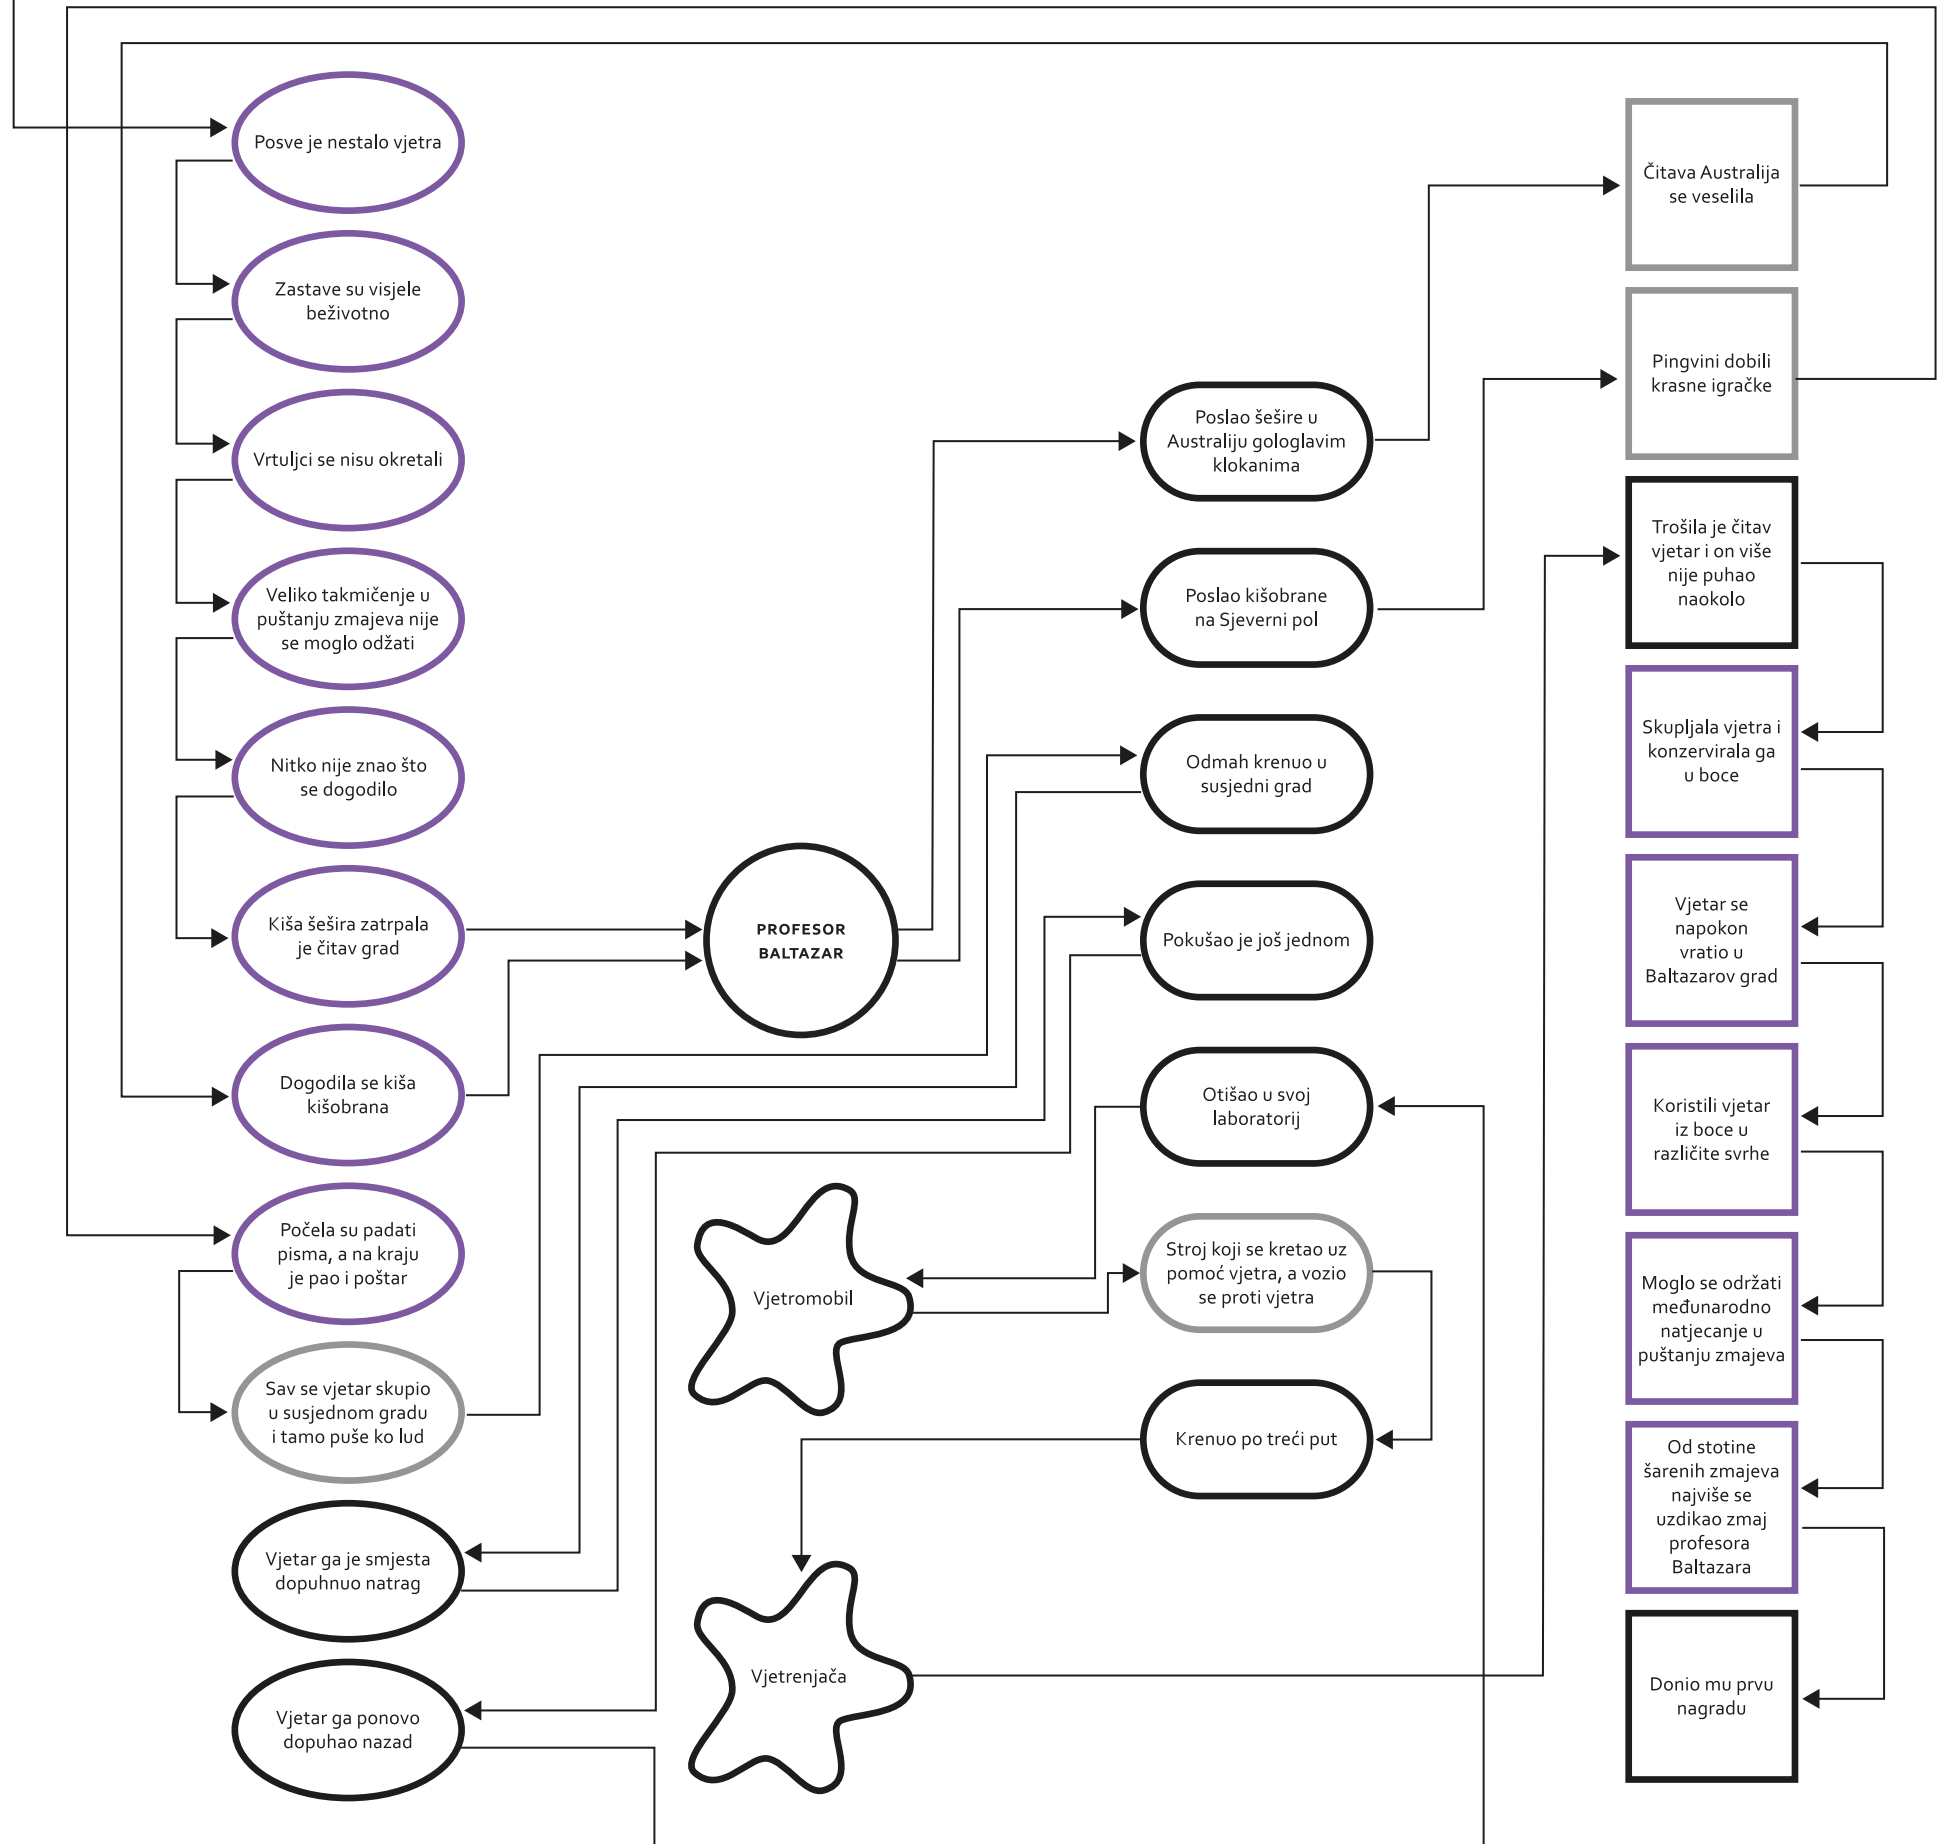 Posve je nestalo vjetra
Zastave su visjele
beživotno
Vrtuljci se nisu okretali
Veliko takmičenje u
puštanju zmajeva nije
se moglo odžati
Nitko nije znao što
se dogodilo
Kiša šešira zatrpala
je čitav grad
Dogodila se kiša
kišobrana
Počela su padati
pisma, a na kraju
je pao i poštar
Sav se vjetar skupio
u susjednom gradu
i tamo puše ko lud
Vjetar ga je smjesta
dopuhnuo natrag
Vjetar ga ponovo
dopuhao nazad
PROFESOR
BALTAZAR
Vjetromobil
Vjetrenjača
Poslao šešire u
Australiju gologlavim
klokanima
Poslao kišobrane
na Sjeverni pol
Odmah krenuo u
susjedni grad
Pokušao je još jednom
Otišao u svoj
laboratorij
Stroj koji se kretao uz
pomoć vjetra, a vozio
se proti vjetra
Krenuo po treći put
Čitava Australija
se veselila
Pingvini dobili
krasne igračke
Trošila je čitav
vjetar i on više
nije puhao
naokolo
Skupljala vjetra i
konzervirala ga
u boce
Vjetar se
napokon
vratio u
Baltazarov grad
Koristili vjetar
iz boce u
različite svrhe
Moglo se održati
međunarodno
natjecanje u
puštanju zmajeva
Od stotine
šarenih zmajeva
najviše se
uzdikao zmaj
profesora
Baltazara
Donio mu prvu
nagradu